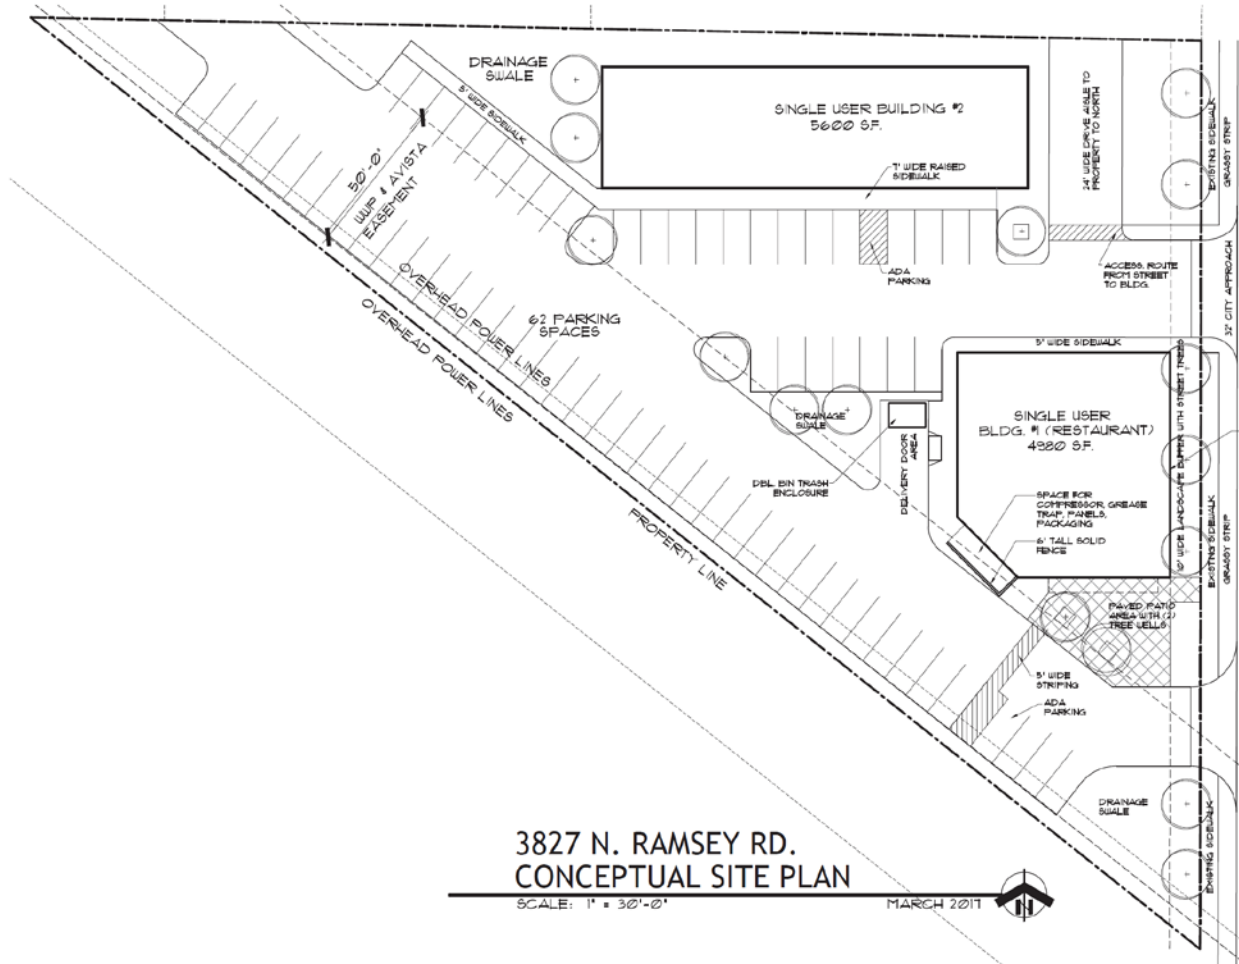 DRAINAGE
SWALE
5' WIDE SIDEWALK
SINGLE USER BUILDING #2
5600 S.F.
7' WIDE RAISED
SIDEWALK
24' WIDE DRIVE AISLE TO
PROPERTY TO NORTH
EXISTING SIDEWALK
GRASSY STRIP
50'-0"
WWP & AVISTA
EASEMENT
ADA
PARKING
ACCESS. ROUTE
FROM STREET
TO BLDG.
32' CITY APPROACH
OVERHEAD POWER LINES
OVERHEAD POWER LINES
62 PARKING
SPACES
5' WIDE SIDEWALK
DRAINAGE
SWALE
SINGLE USER
BLDG. #1 (RESTAURANT)
4980 S.F.
10' WIDE LANDSCAPE BUFFER WITH STREET TREES
DELIVERY DOOR
AREA
DBL. BIN TRASH
ENCLOSURE
SPACE FOR
COMPRESSOR, GREASE
TRAP, PANELS,
PACKAGING
6' TALL SOLID
FENCE
EXISTING SIDEWALK
GRASSY STRIP
PROPERTY LINE
PAVED PATIO
AREA WITH (2)
TREE WELLS
5' WIDE
STRIPING
ADA
PARKING
DRAINAGE
SWALE
EXISTING SIDEWALK
3827 N. RAMSEY RD.
CONCEPTUAL SITE PLAN
SCALE: 1" = 30'-0"
MARCH 2017
N